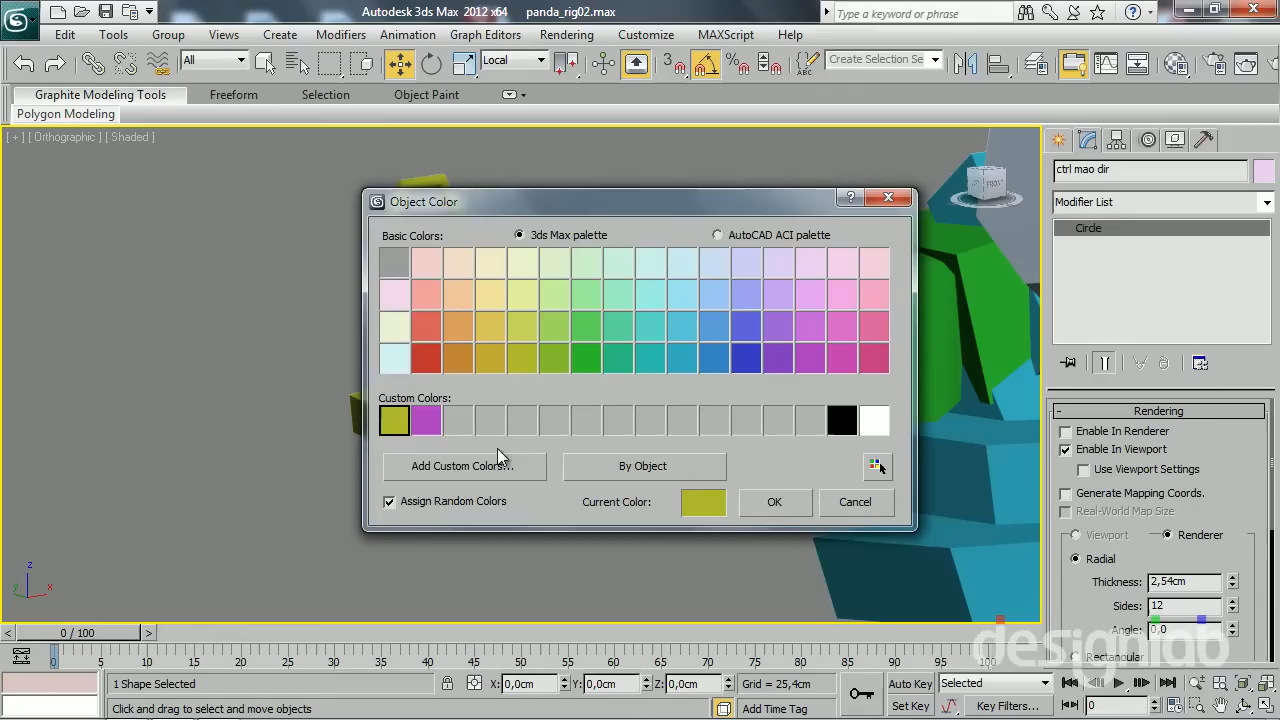 Autodesk 3ds Max 2012 x64 panda_rig02.max
Type a keyword or phrase
Edit Tools Group Views Create Modifiers Animation Graph Editors Rendering Customize MAXScript Help
All Local 3 Create Selection Se
Graphite Modeling Tools Freeform Selection Object Paint
Polygon Modeling
[ + ] [ Orthographic ] [ Shaded ]
FRONT
ctrl mao dir
Modifier List
Circle
Object Color
Basic Colors: 3ds Max palette AutoCAD ACI palette
Custom Colors:
Add Custom Colors... By Object
Assign Random Colors Current Color: OK Cancel
- Rendering
Enable In Renderer
Enable In Viewport
Use Viewport Settings
Generate Mapping Coords.
Real-World Map Size
Viewport Renderer
Radial
Thickness: 2,54cm
Sides: 12
Angle: 0,0
Rectangular
designlab
z
y x
< 0 / 100 >
0 5 10 15 20 25 30 35 40 45 50 55 60 65 70 75 80 85 90 95 100
1 Shape Selected X: 0,0cm Y: 0,0cm Z: 0,0cm Grid = 25,4cm Auto Key Selected
Click and drag to select and move objects Add Time Tag Set Key Key Filters... 0